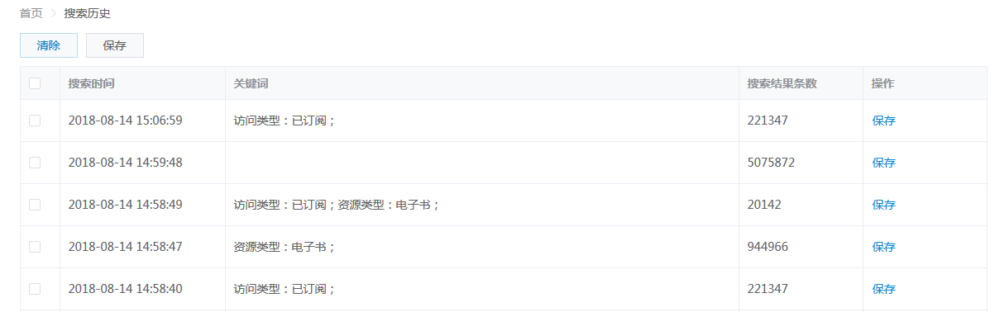 首页 > 搜索历史
清除 保存
搜索时间 关键词 搜索结果条数 操作
2018-08-14 15:06:59 访问类型：已订阅； 221347 保存
2018-08-14 14:59:48 5075872 保存
2018-08-14 14:58:49 访问类型：已订阅；资源类型：电子书； 20142 保存
2018-08-14 14:58:47 资源类型：电子书； 944966 保存
2018-08-14 14:58:40 访问类型：已订阅； 221347 保存